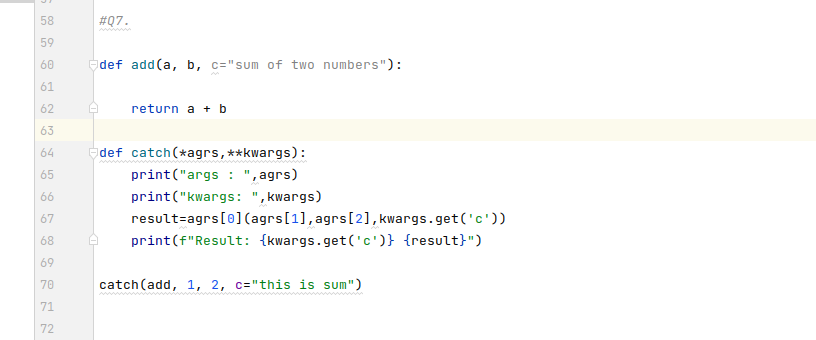 58 #Q7.
59
60 def add(a, b, c="sum of two numbers"):
61
62     return a + b
63
64 def catch(*agrs,**kwargs):
65     print("args : ",agrs)
66     print("kwargs: ",kwargs)
67     result=agrs[0](agrs[1],agrs[2],kwargs.get('c'))
68     print(f"Result: {kwargs.get('c')} {result}")
69
70 catch(add, 1, 2, c="this is sum")
71
72